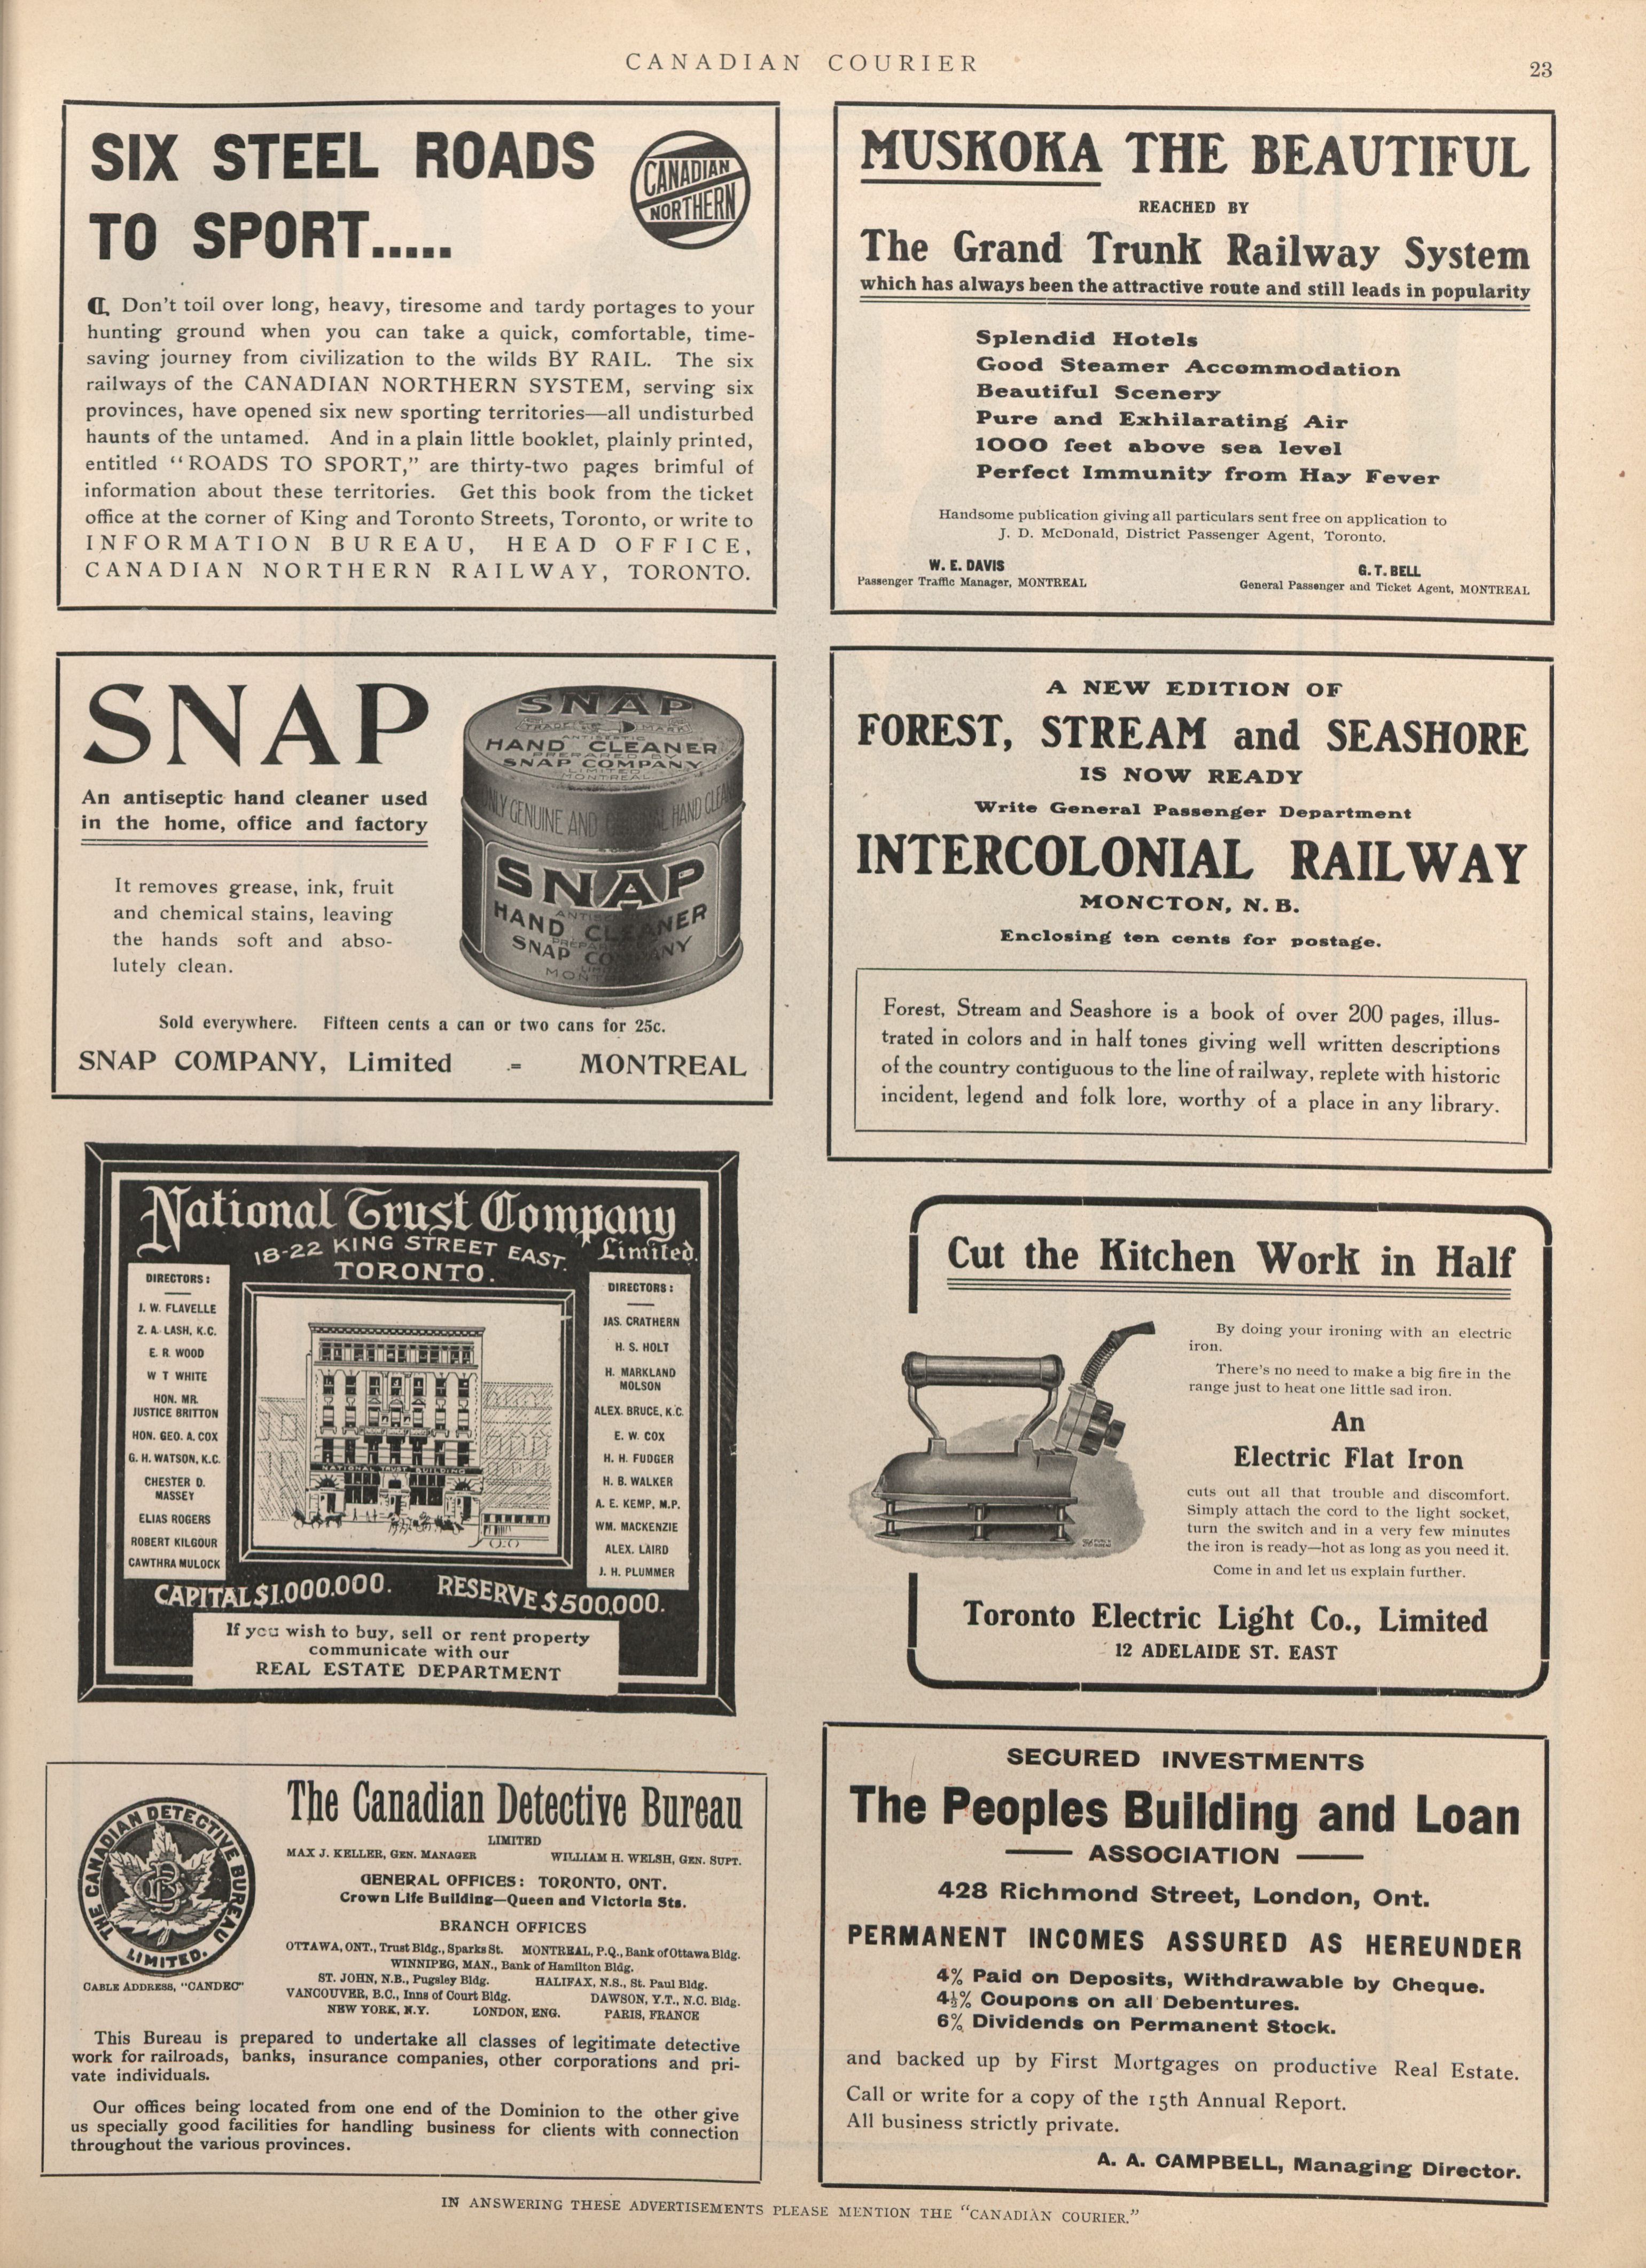 CANADIAN COURIER
23
SIX STEEL ROADS
TO SPORT.....
CANADIAN
NORTHERN
Don't toil over long, heavy, tiresome and tardy portages to your
hunting ground when you can take a quick, comfortable, time-
saving journey from civilization to the wilds BY RAIL. The six
railways of the CANADIAN NORTHERN SYSTEM, serving six
provinces, have opened six new sporting territories—all undisturbed
haunts of the untamed. And in a plain little booklet, plainly printed,
entitled "ROADS TO SPORT," are thirty-two pages brimful of
information about these territories. Get this book from the ticket
office at the corner of King and Toronto Streets, Toronto, or write to
INFORMATION BUREAU, HEAD OFFICE,
CANADIAN NORTHERN RAILWAY, TORONTO.
MUSKOKA THE BEAUTIFUL
REACHED BY
The Grand Trunk Railway System
which has always been the attractive route and still leads in popularity
Splendid Hotels
Good Steamer Accommodation
Beautiful Scenery
Pure and Exhilarating Air
1000 feet above sea level
Perfect Immunity from Hay Fever
Handsome publication giving all particulars sent free on application to
J. D. McDonald, District Passenger Agent, Toronto.
W. E. DAVIS
Passenger Traffic Manager, MONTREAL
G. T. BELL
General Passenger and Ticket Agent, MONTREAL
SNAP
An antiseptic hand cleaner used
in the home, office and factory
It removes grease, ink, fruit
and chemical stains, leaving
the hands soft and abso-
lutely clean.
SNAP
TRADE MARK
ANTISEPTIC
HAND CLEANER
PREPARED BY
SNAP COMPANY
LIMITED
MONTREAL
ONLY GENUINE AND ORIGINAL HAND CLEANER
SNAP
ANTISEPTIC
HAND CLEANER
PREPARED BY
SNAP COMPANY
LIMITED
MONTREAL
Sold everywhere. Fifteen cents a can or two cans for 25c.
SNAP COMPANY, Limited - MONTREAL
A NEW EDITION OF
FOREST, STREAM and SEASHORE
IS NOW READY
Write General Passenger Department
INTERCOLONIAL RAILWAY
MONCTON, N. B.
Enclosing ten cents for postage.
Forest, Stream and Seashore is a book of over 200 pages, illus-
trated in colors and in half tones giving well written descriptions
of the country contiguous to the line of railway, replete with historic
incident, legend and folk lore, worthy of a place in any library.
National Trust Company
Limited.
18-22 KING STREET EAST.
TORONTO.
DIRECTORS:
J. W. FLAVELLE
Z. A. LASH, K.C.
E. R. WOOD
W T WHITE
HON. MR.
JUSTICE BRITTON
HON. GEO. A. COX
G. H. WATSON, K.C.
CHESTER D.
MASSEY
ELIAS ROGERS
ROBERT KILGOUR
CAWTHRA MULOCK
NATIONAL TRUST BUILDING
DIRECTORS:
JAS. CRATHERN
H. S. HOLT
H. MARKLAND
MOLSON
ALEX. BRUCE, K.C.
E. W. COX
H. H. FUDGER
H. B. WALKER
A. E. KEMP, M.P.
WM. MACKENZIE
ALEX. LAIRD
J. H. PLUMMER
CAPITAL $1.000.000. RESERVE $500,000.
If you wish to buy, sell or rent property
communicate with our
REAL ESTATE DEPARTMENT
Cut the Kitchen Work in Half
By doing your ironing with an electric
iron.
There's no need to make a big fire in the
range just to heat one little sad iron.
An
Electric Flat Iron
cuts out all that trouble and discomfort.
Simply attach the cord to the light socket,
turn the switch and in a very few minutes
the iron is ready—hot as long as you need it.
Come in and let us explain further.
Toronto Electric Light Co., Limited
12 ADELAIDE ST. EAST
THE CANADIAN DETECTIVE BUREAU
LIMITED.
CABLE ADDRESS, "CANDEC"
The Canadian Detective Bureau
LIMITED
MAX J. KELLER, GEN. MANAGER WILLIAM H. WELSH, GEN. SUPT.
GENERAL OFFICES: TORONTO, ONT.
Crown Life Building—Queen and Victoria Sts.
BRANCH OFFICES
OTTAWA, ONT., Trust Bldg., Sparks St. MONTREAL, P.Q., Bank of Ottawa Bldg.
WINNIPEG, MAN., Bank of Hamilton Bldg.
ST. JOHN, N.B., Pugsley Bldg. HALIFAX, N.S., St. Paul Bldg.
VANCOUVER, B.C., Inns of Court Bldg. DAWSON, Y.T., N.C. Bldg.
NEW YORK, N.Y. LONDON, ENG. PARIS, FRANCE
This Bureau is prepared to undertake all classes of legitimate detective
work for railroads, banks, insurance companies, other corporations and pri-
vate individuals.
Our offices being located from one end of the Dominion to the other give
us specially good facilities for handling business for clients with connection
throughout the various provinces.
SECURED INVESTMENTS
The Peoples Building and Loan
ASSOCIATION
428 Richmond Street, London, Ont.
PERMANENT INCOMES ASSURED AS HEREUNDER
4% Paid on Deposits, Withdrawable by Cheque.
4½% Coupons on all Debentures.
6% Dividends on Permanent Stock.
and backed up by First Mortgages on productive Real Estate.
Call or write for a copy of the 15th Annual Report.
All business strictly private.
A. A. CAMPBELL, Managing Director.
IN ANSWERING THESE ADVERTISEMENTS PLEASE MENTION THE "CANADIAN COURIER."